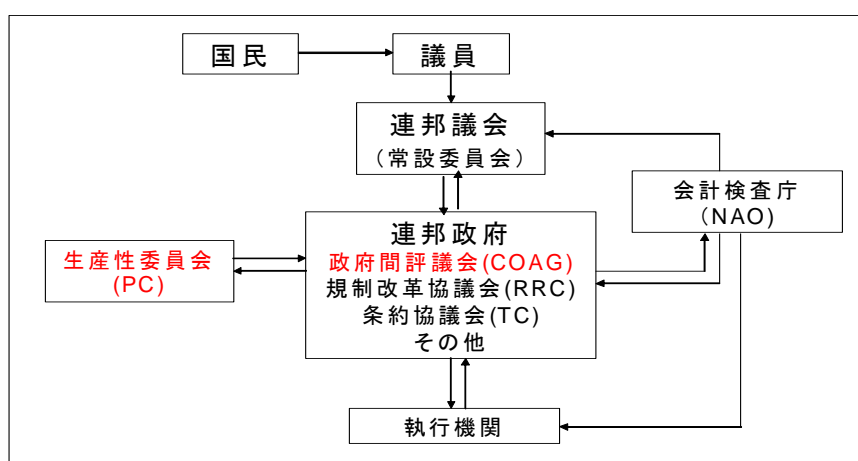 国民
議員
連邦議会
（常設委員会）
会計検査庁
(NAO)
連邦政府
政府間評議会(COAG)
規制改革協議会(RRC)
条約協議会(TC)
その他
生産性委員会
(PC)
執行機関